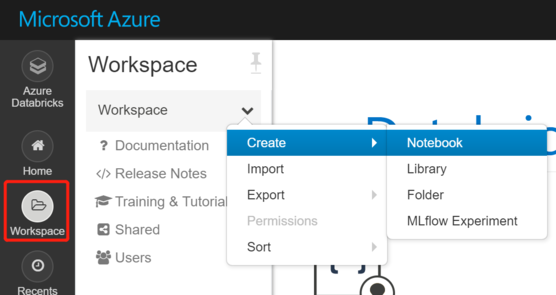 Microsoft Azure
Azure
Databricks
Home
Workspace
Recents
Workspace
Workspace
? Documentation
</> Release Notes
Training & Tutorial
Shared
Users
Create
Import
Export
Permissions
Sort
Notebook
Library
Folder
MLflow Experiment